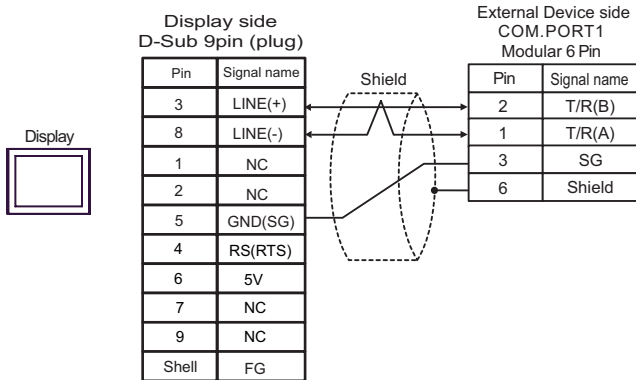 Display side
D-Sub 9pin (plug)
External Device side
COM.PORT1
Modular 6 Pin
Display
Shield
Pin Signal name
3 LINE(+)
8 LINE(-)
1 NC
2 NC
5 GND(SG)
4 RS(RTS)
6 5V
7 NC
9 NC
Shell FG
Pin Signal name
2 T/R(B)
1 T/R(A)
3 SG
6 Shield